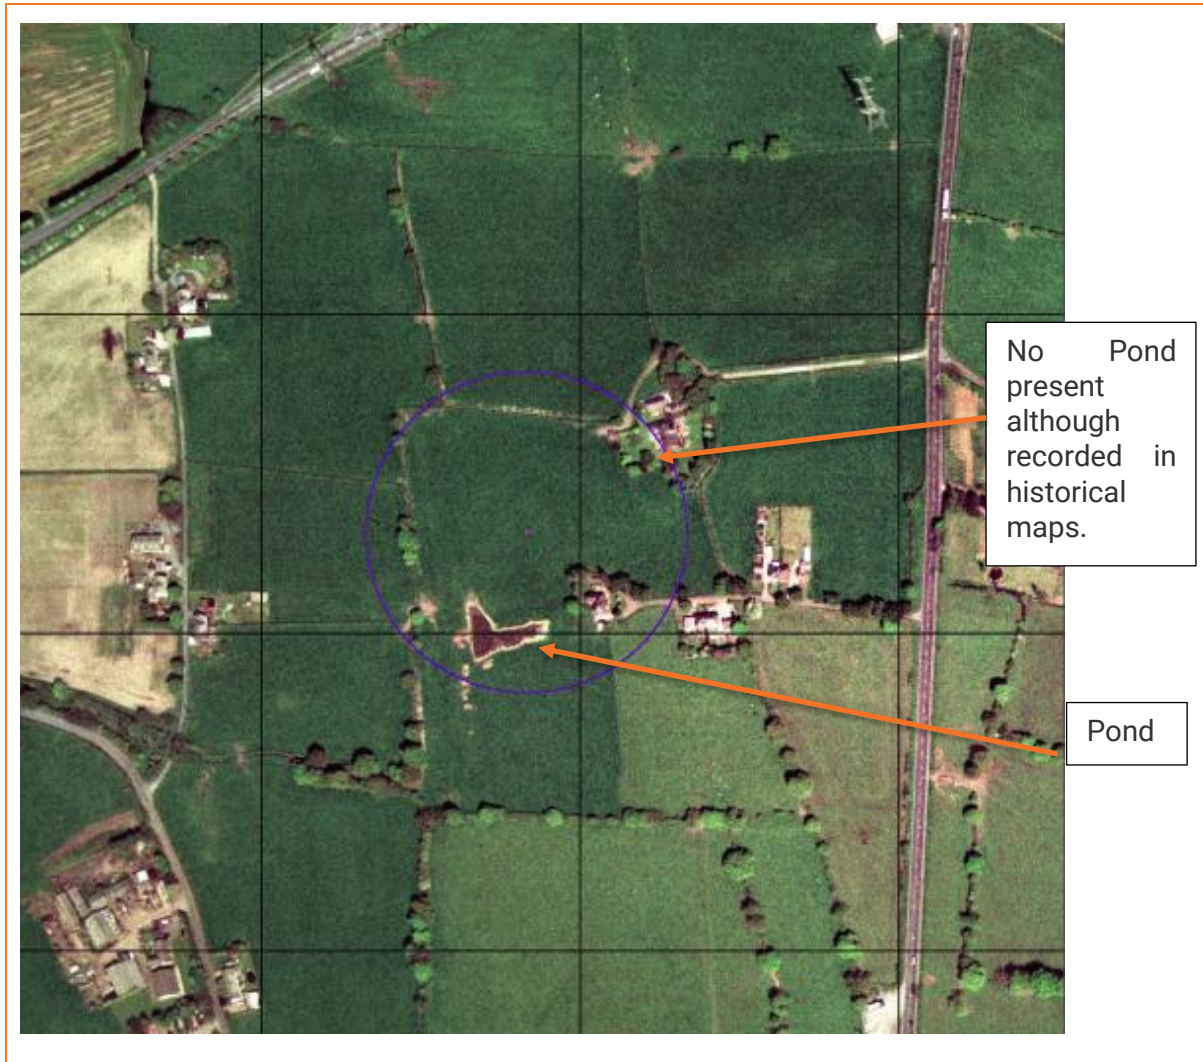 No Pond
present
although
recorded in
historical
maps.
Pond